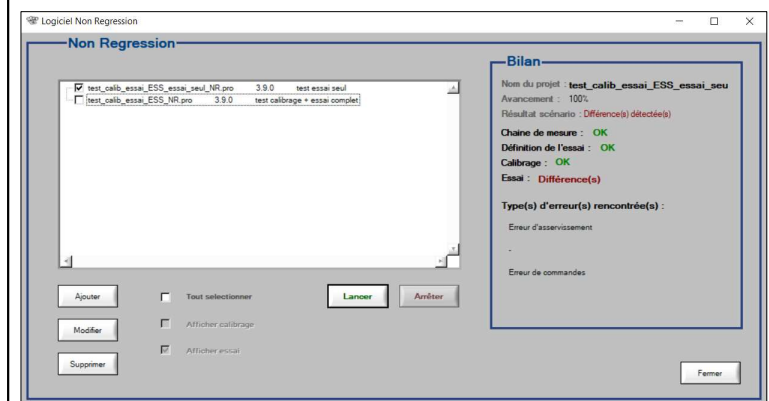 Logiciel Non Regression
Non Regression
test_calib_essai_ESS_essai_seul_NR.pro 3.9.0 test essai seul
test_calib_essai_ESS_NR.pro 3.9.0 test calibrage + essai complet
Ajouter
Modifier
Supprimer
Tout selectionner
Afficher calibrage
Afficher essai
Lancer
Arrêter
Bilan
Nom du projet : test_calib_essai_ESS_essai_seu
Avancement : 100%
Résultat scénario : Différence(s) détectée(s)
Chaine de mesure : OK
Définition de l'essai : OK
Calibrage : OK
Essai : Différence(s)
Type(s) d'erreur(s) rencontrée(s) :
Erreur d'asservissement
-
Erreur de commandes
Fermer